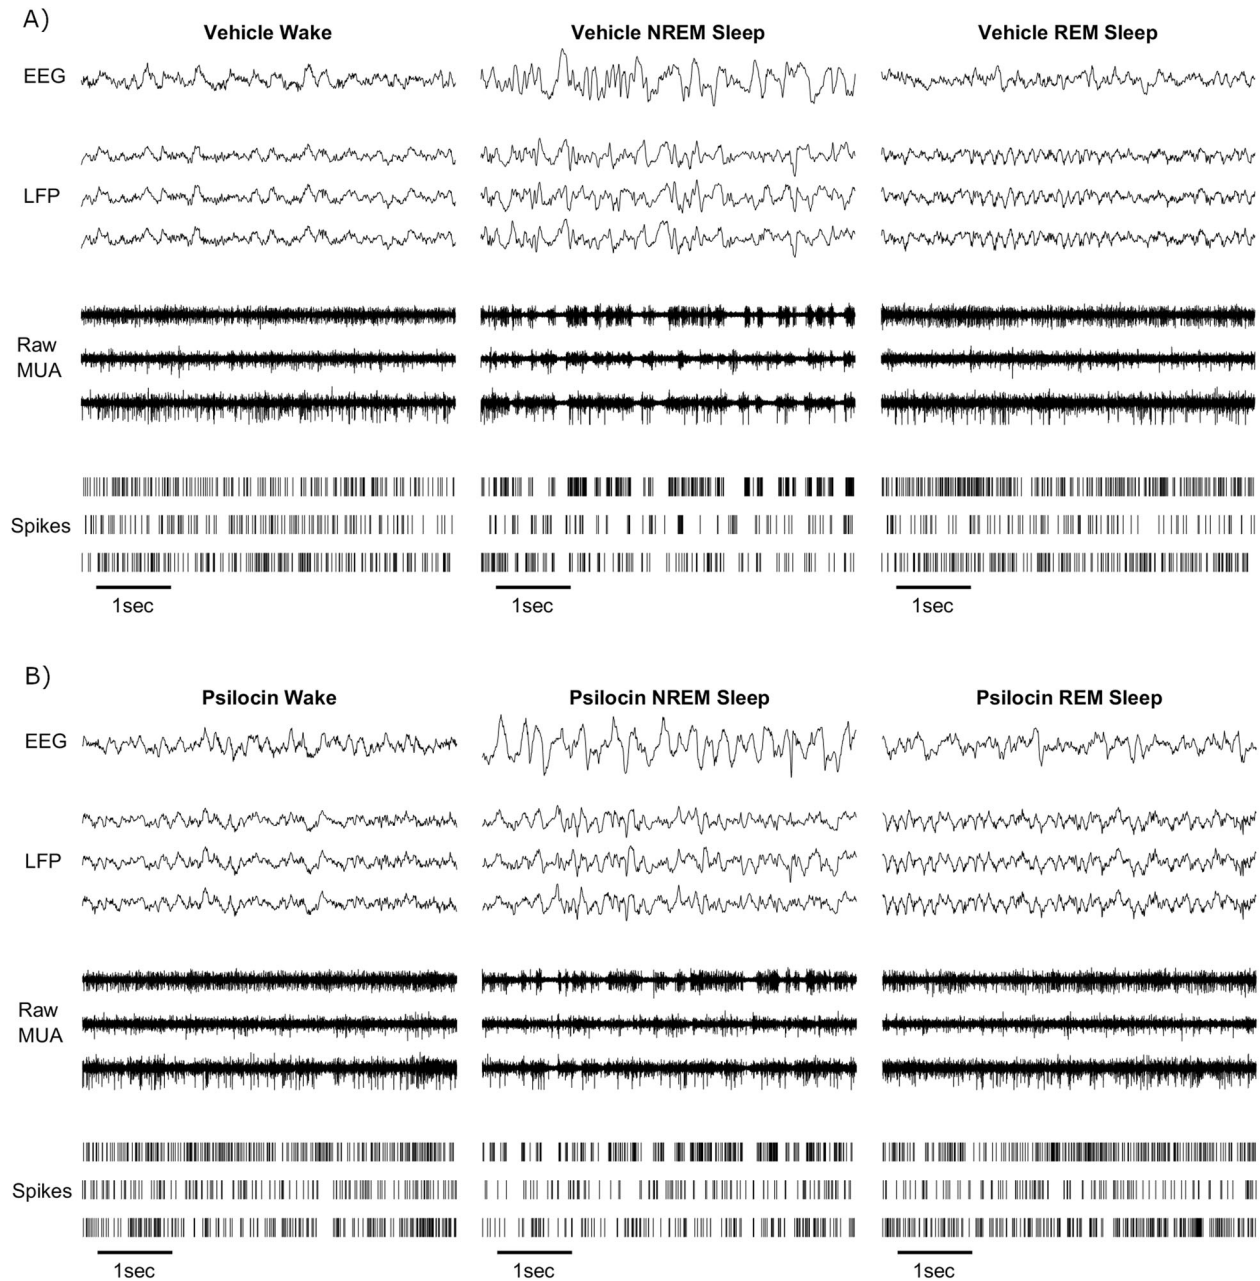 A)
Vehicle Wake
Vehicle NREM Sleep
Vehicle REM Sleep
EEG
LFP
Raw
MUA
Spikes
1sec
1sec
1sec
B)
Psilocin Wake
Psilocin NREM Sleep
Psilocin REM Sleep
EEG
LFP
Raw
MUA
Spikes
1sec
1sec
1sec